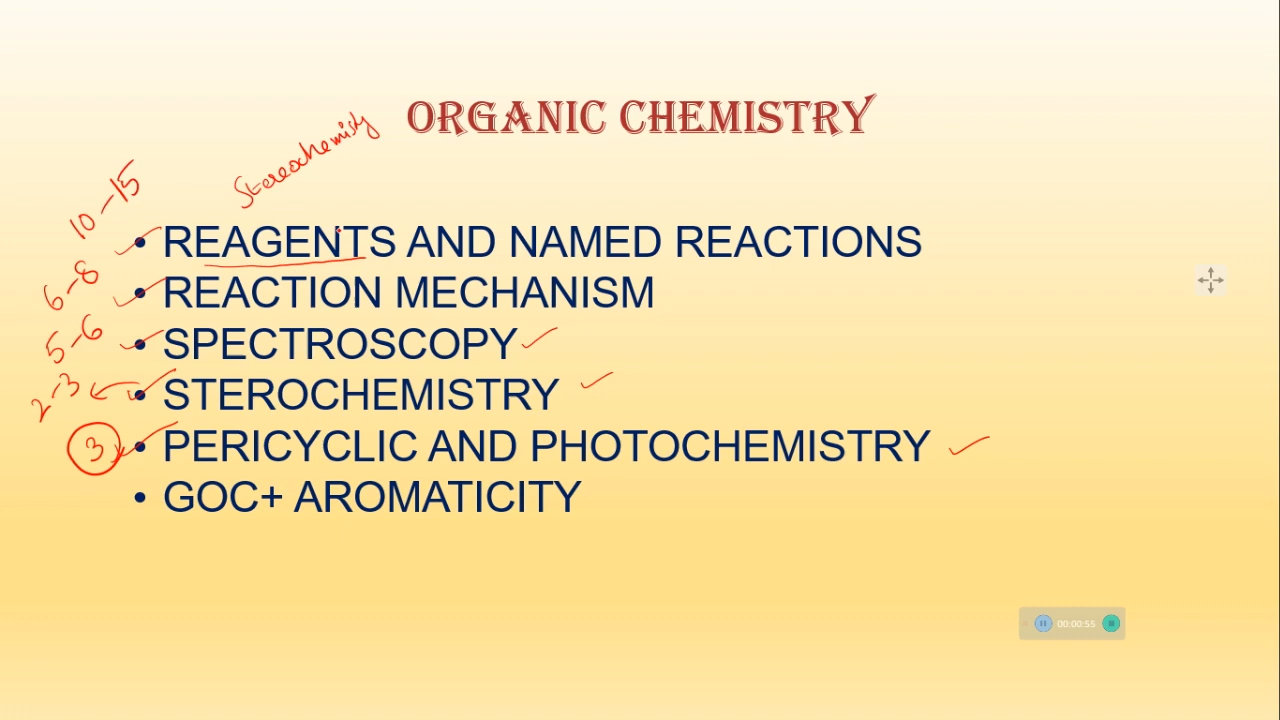 ORGANIC CHEMISTRY
Stereochemisty
10-15
• REAGENTS AND NAMED REACTIONS
6-8
• REACTION MECHANISM
5-6
• SPECTROSCOPY
2-3
• STEROCHEMISTRY
3
• PERICYCLIC AND PHOTOCHEMISTRY
• GOC+ AROMATICITY
00:00:55